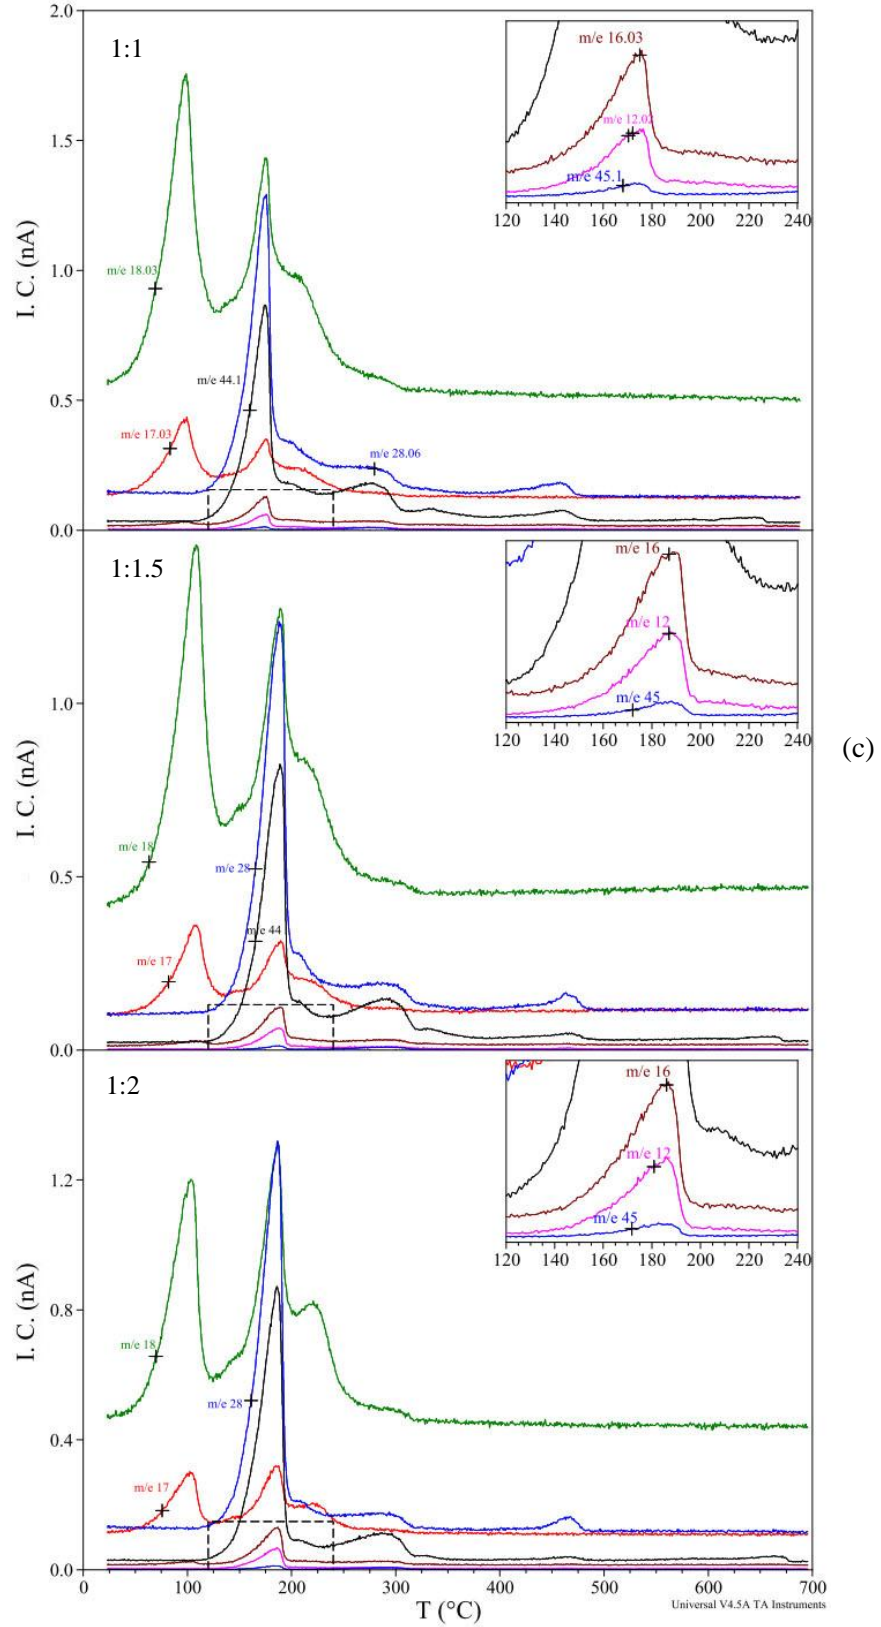 2.0
1:1
m/e 16.03
m/e 12.02
m/e 45.1
120 140 160 180 200 220 240
1.5
m/e 18.03
1.0
I. C. (nA)
m/e 44.1
0.5
m/e 17.03
m/e 28.06
0.0
1:1.5
m/e 16
m/e 12
m/e 45
120 140 160 180 200 220 240
1.0
(c)
I. C. (nA)
m/e 18
m/e 28
0.5
m/e 44
m/e 17
0.0
1:2
m/e 16
m/e 12
m/e 45
120 140 160 180 200 220 240
1.2
I. C. (nA)
0.8
m/e 18
m/e 28
0.4
m/e 17
0.0
0 100 200 300 400 500 600 700
T (°C)
Universal V4.5A TA Instruments